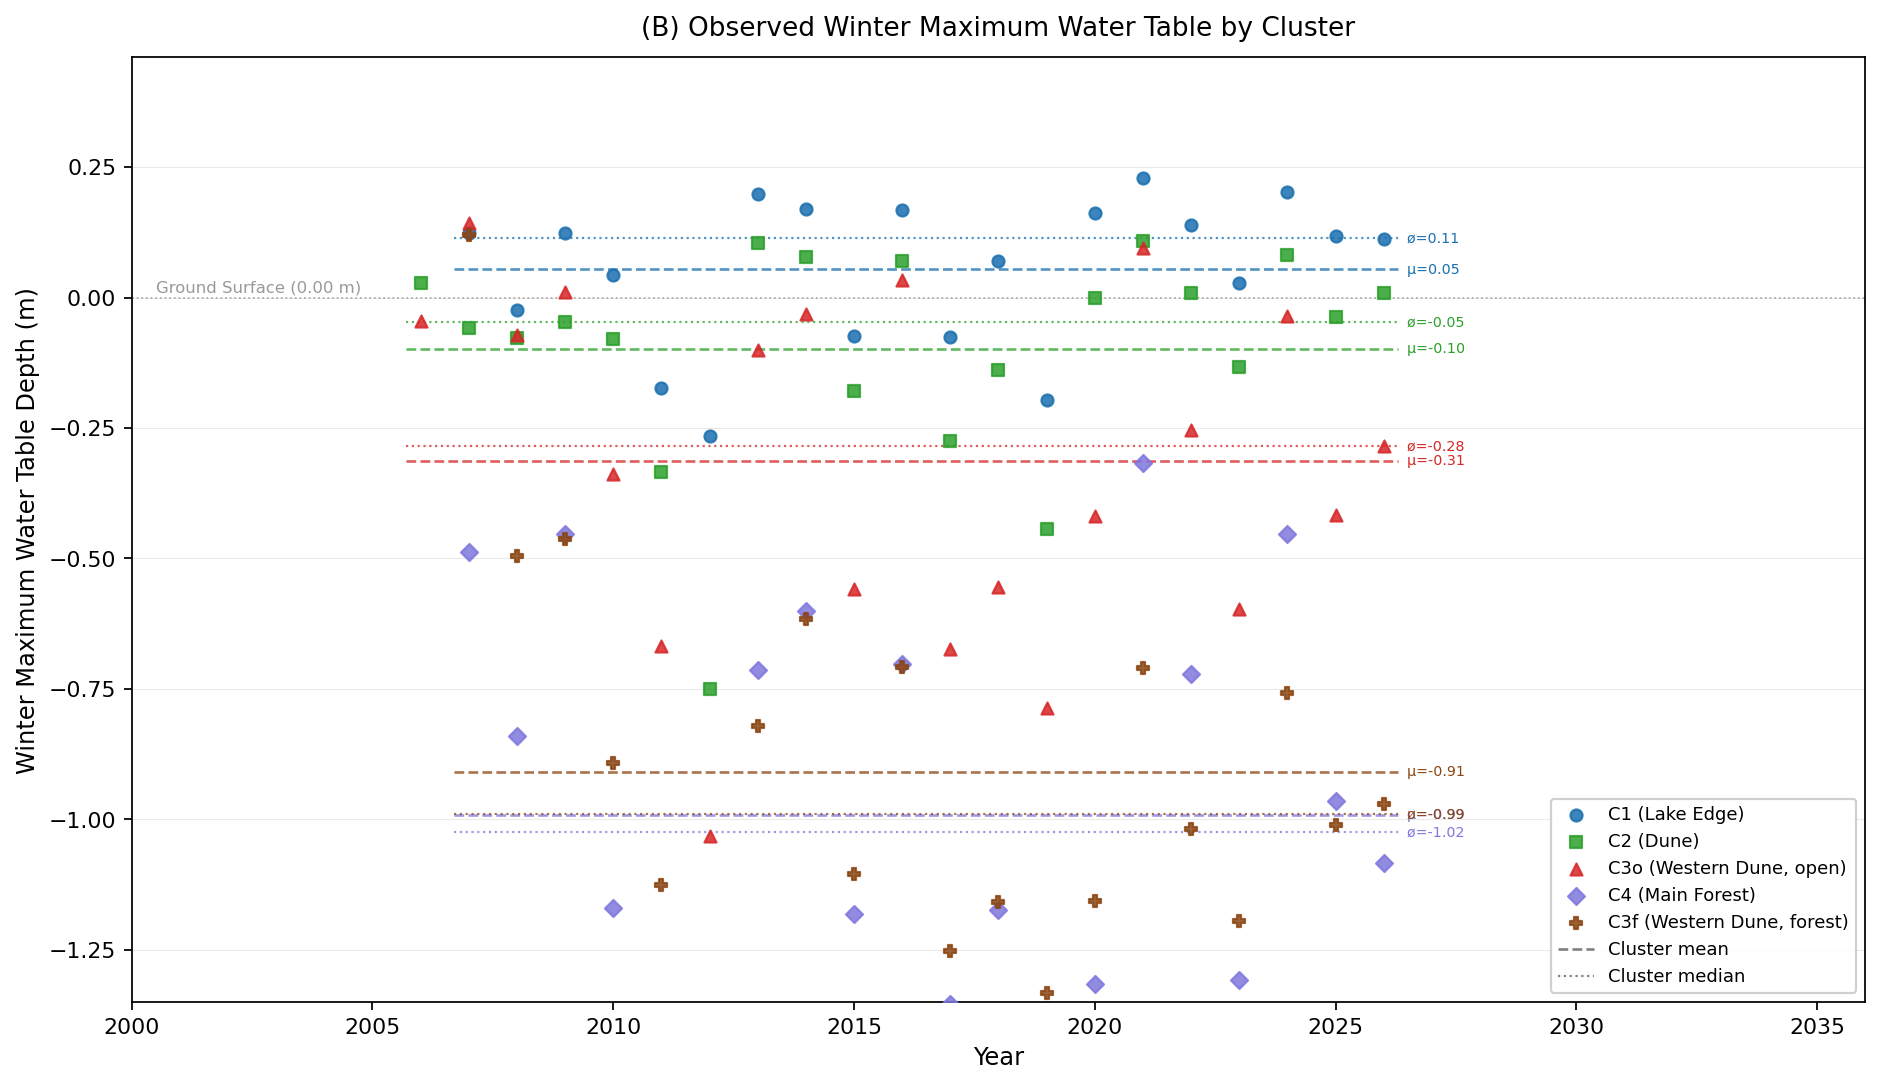 (B) Observed Winter Maximum Water Table by Cluster
Winter Maximum Water Table Depth (m)
0.25
0.00
−0.25
−0.50
−0.75
−1.00
−1.25
Ground Surface (0.00 m)
ø=0.11
µ=0.05
ø=-0.05
µ=-0.10
ø=-0.28
µ=-0.31
µ=-0.91
ø=-0.99
ø=-1.02
C1 (Lake Edge)
C2 (Dune)
C3o (Western Dune, open)
C4 (Main Forest)
C3f (Western Dune, forest)
Cluster mean
Cluster median
2000
2005
2010
2015
2020
2025
2030
2035
Year